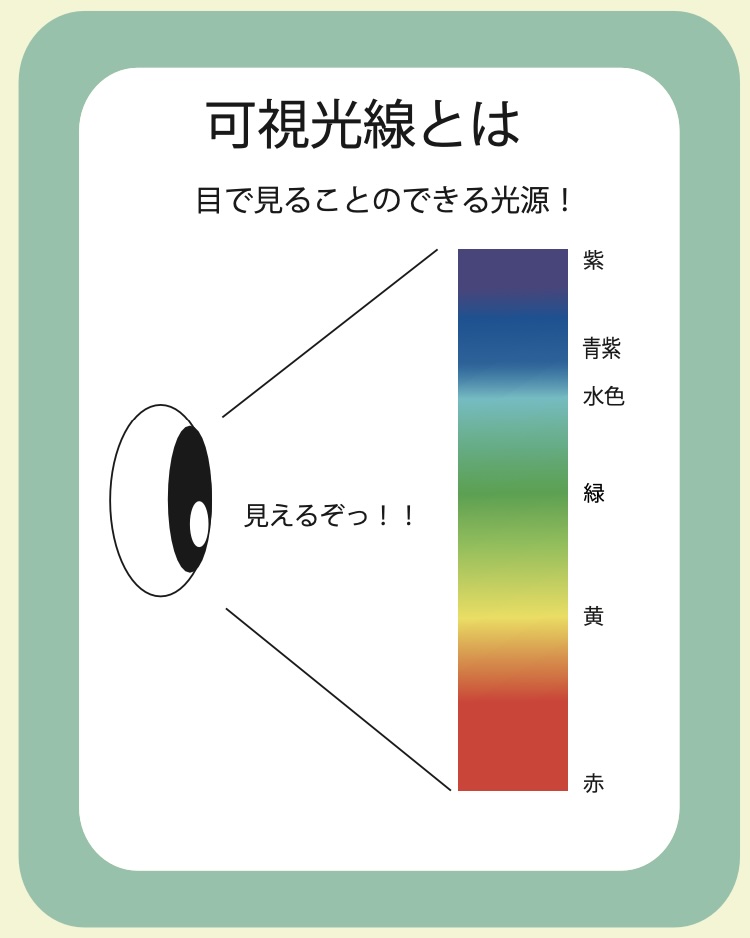 可視光線とは
目で見ることのできる光源！
紫
青紫
水色
緑
見えるぞっ！！
黄
赤